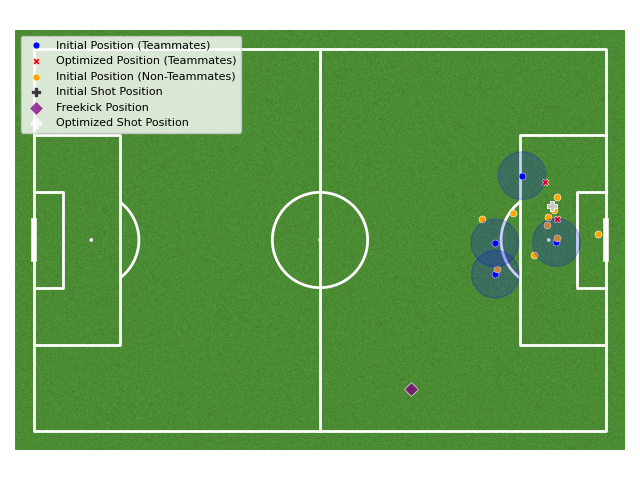 Initial Position (Teammates)
Optimized Position (Teammates)
Initial Position (Non-Teammates)
Initial Shot Position
Freekick Position
Optimized Shot Position